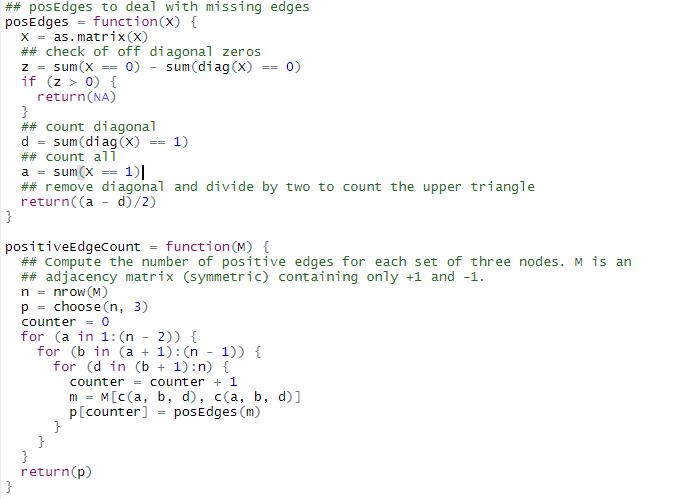 ## posEdges to deal with missing edges
posEdges = function(X) {
  X = as.matrix(X)
  ## check of off diagonal zeros
  z = sum(X == 0) - sum(diag(X) == 0)
  if (z > 0) {
    return(NA)
  }
  ## count diagonal
  d = sum(diag(X) == 1)
  ## count all
  a = sum(X == 1)
  ## remove diagonal and divide by two to count the upper triangle
  return((a - d)/2)
}

positiveEdgeCount = function(M) {
  ## Compute the number of positive edges for each set of three nodes. M is an
  ## adjacency matrix (symmetric) containing only +1 and -1.
  n = nrow(M)
  p = choose(n, 3)
  counter = 0
  for (a in 1:(n - 2)) {
    for (b in (a + 1):(n - 1)) {
      for (d in (b + 1):n) {
        counter = counter + 1
        m = M[c(a, b, d), c(a, b, d)]
        p[counter] = posEdges(m)
      }
    }
  }
  return(p)
}